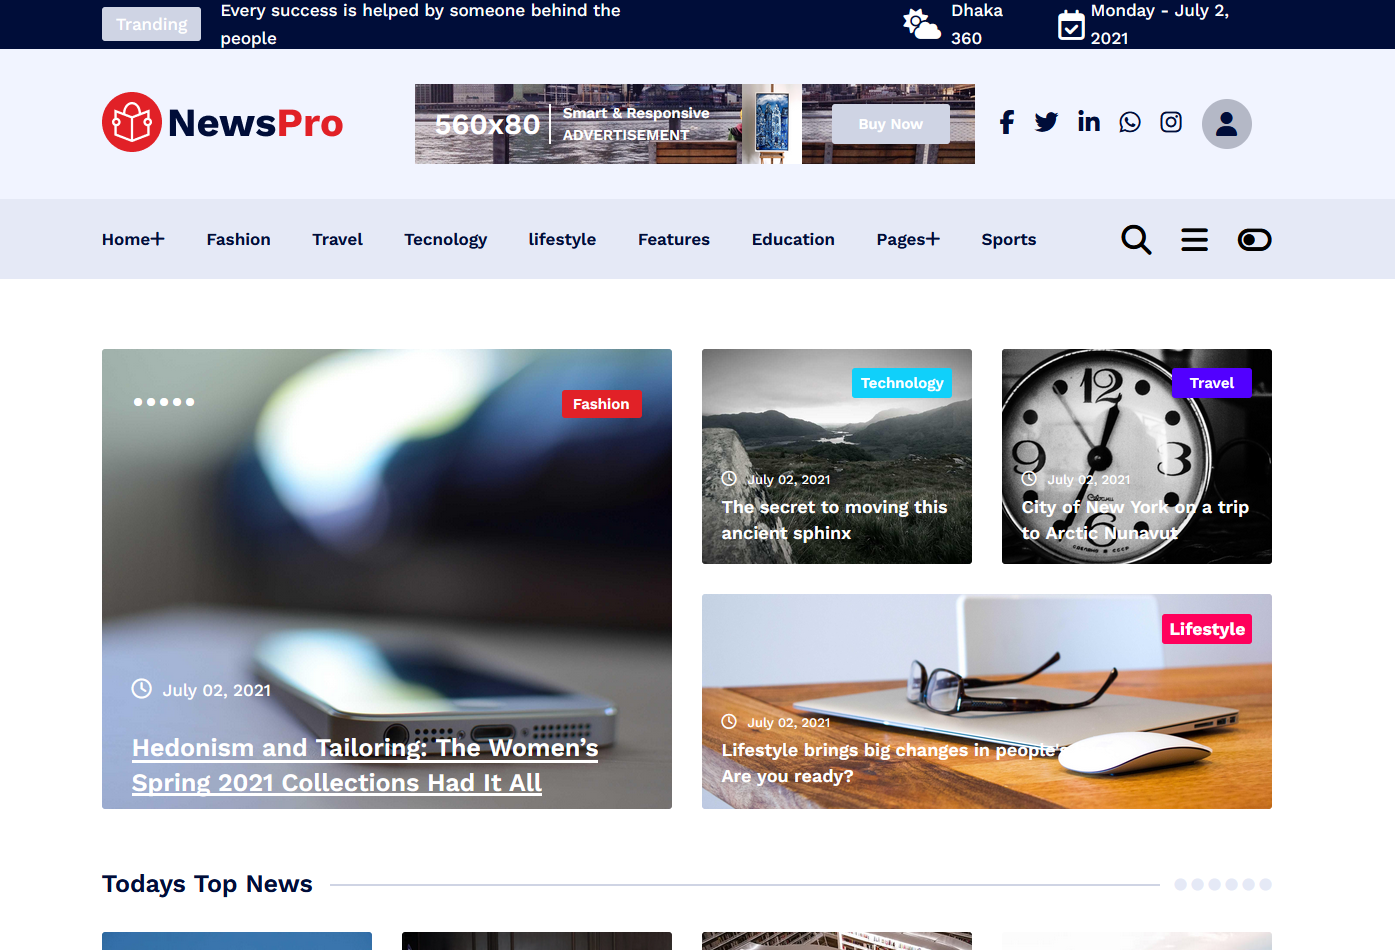 Tranding
Every success is helped by someone behind the
people
Dhaka
360
Monday - July 2,
2021
NewsPro
560x80
Smart & Responsive
ADVERTISEMENT
Buy Now
Home+ Fashion Travel Tecnology lifestyle Features Education Pages+ Sports
Fashion
July 02, 2021
Hedonism and Tailoring: The Women’s
Spring 2021 Collections Had It All
Technology
July 02, 2021
The secret to moving this
ancient sphinx
Travel
12
3
9
6
July 02, 2021
City of New York on a trip
to Arctic Nunavut
Lifestyle
July 02, 2021
Lifestyle brings big changes in people's
Are you ready?
Todays Top News